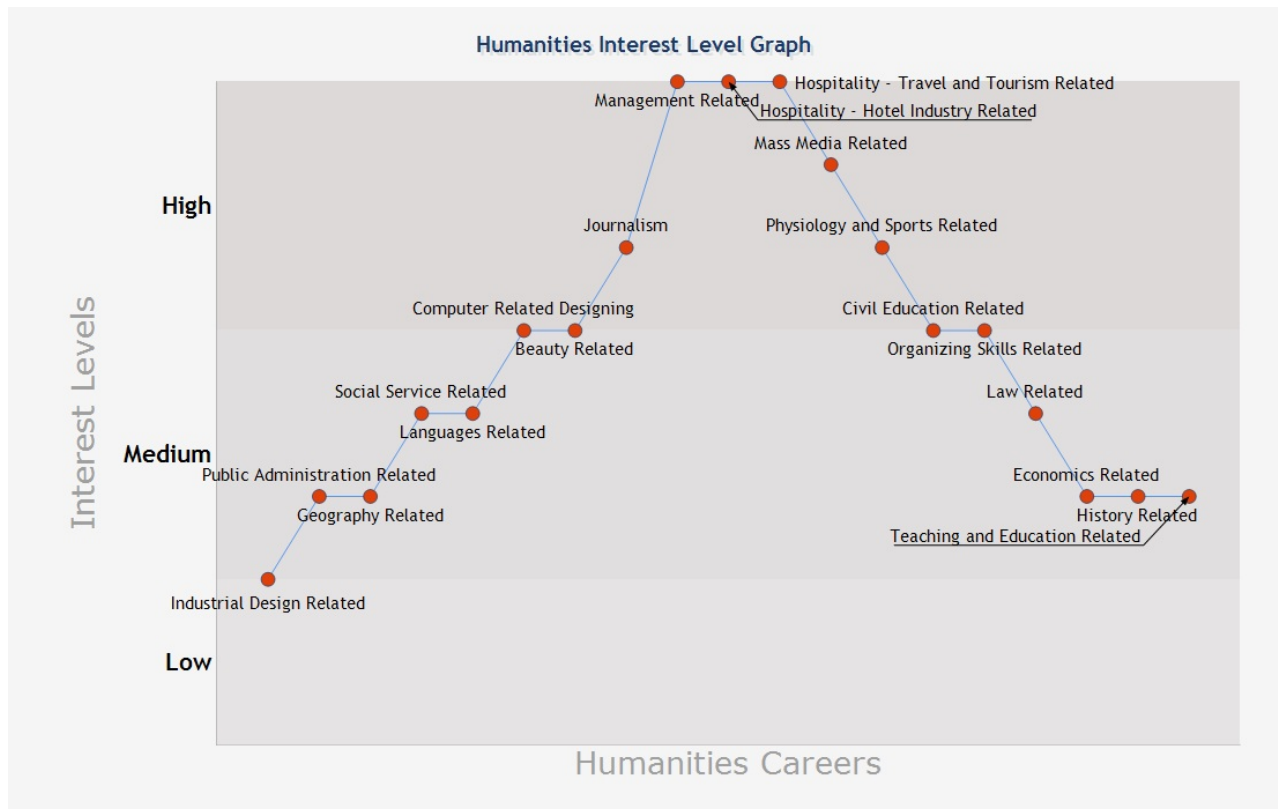 Humanities Interest Level Graph
Hospitality - Travel and Tourism Related
Management Related
Hospitality - Hotel Industry Related
Mass Media Related
High
Journalism
Physiology and Sports Related
Computer Related Designing
Civil Education Related
Beauty Related
Organizing Skills Related
Interest Levels
Social Service Related
Law Related
Languages Related
Medium
Public Administration Related
Economics Related
Geography Related
History Related
Teaching and Education Related
Industrial Design Related
Low
Humanities Careers